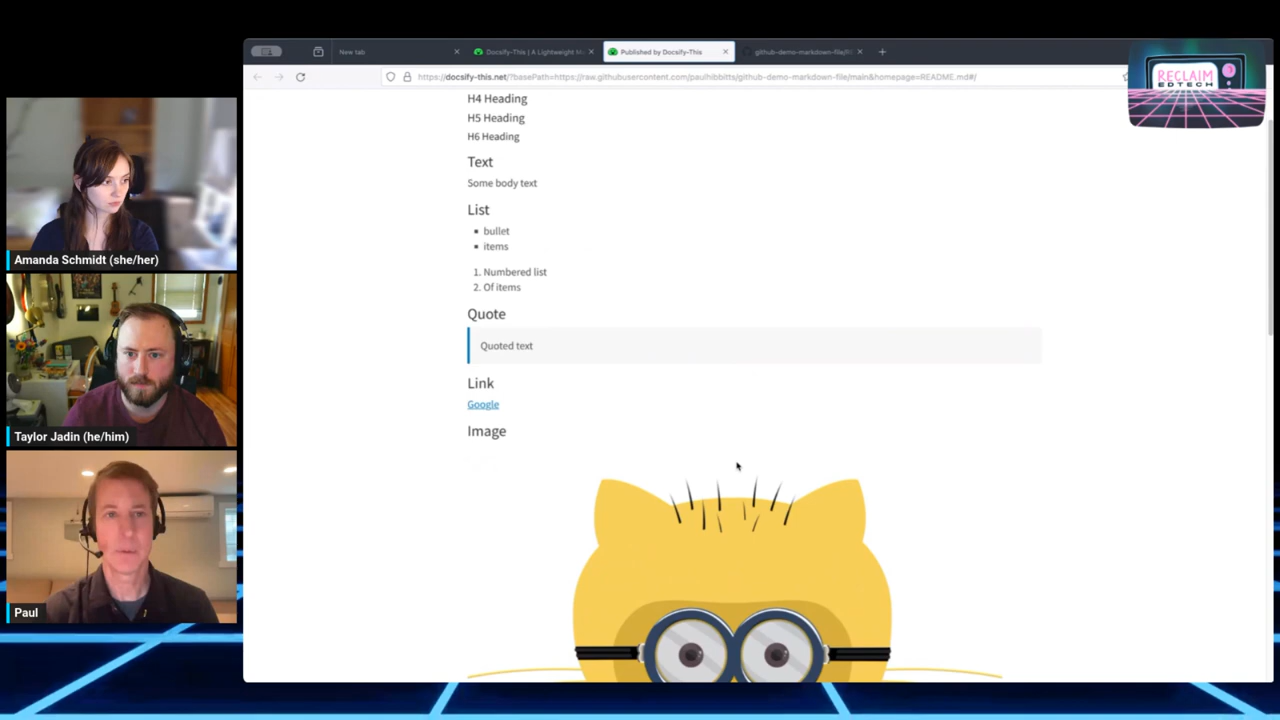 New tab
Docsify-This | A Lightweight M
Published by Docsify-This
github-demo-markdown-file/R
https://docsify-this.net/?basePath=https://raw.githubusercontent.com/paulhibbitts/github-demo-markdown-file/main&homepage=README.md#/
RECLAIM
EDTECH
H4 Heading
H5 Heading
H6 Heading
Text
Some body text
List
bullet
items
1. Numbered list
2. Of items
Quote
Quoted text
Link
Google
Image
Amanda Schmidt (she/her)
Taylor Jadin (he/him)
Paul